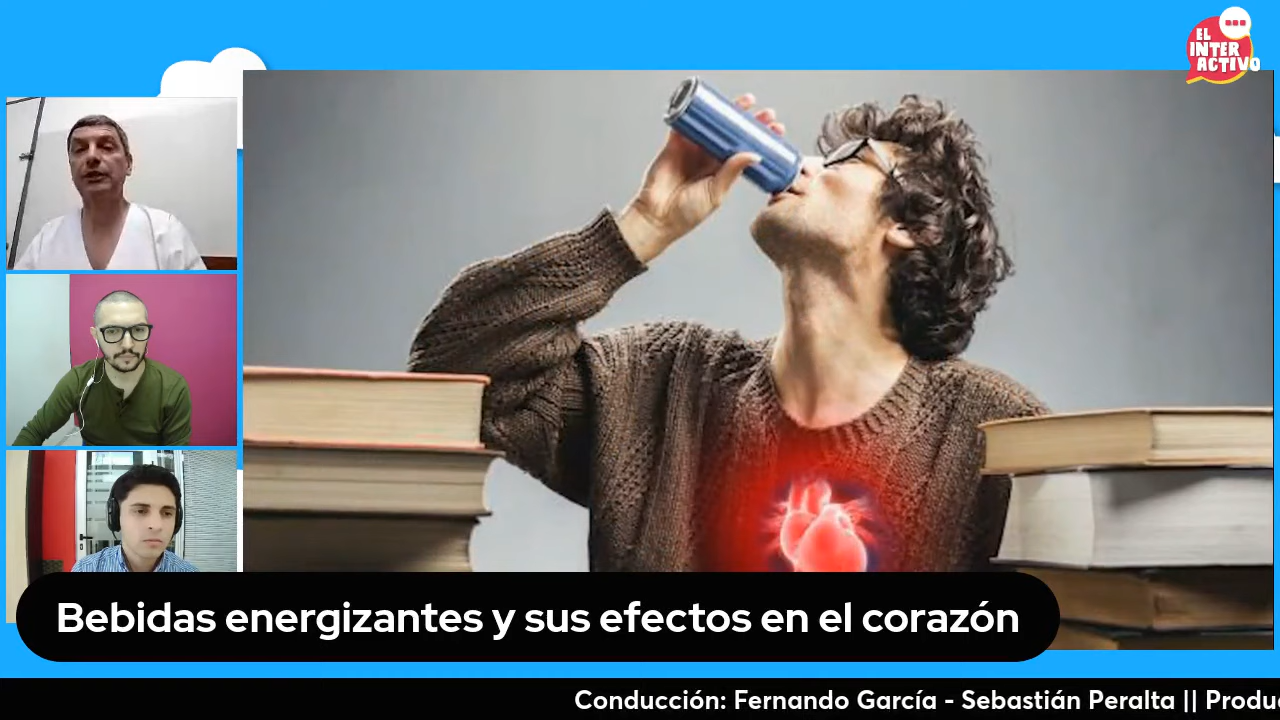 EL
INTER
ACTIVO
Bebidas energizantes y sus efectos en el corazón
Conducción: Fernando García - Sebastián Peralta || Produ